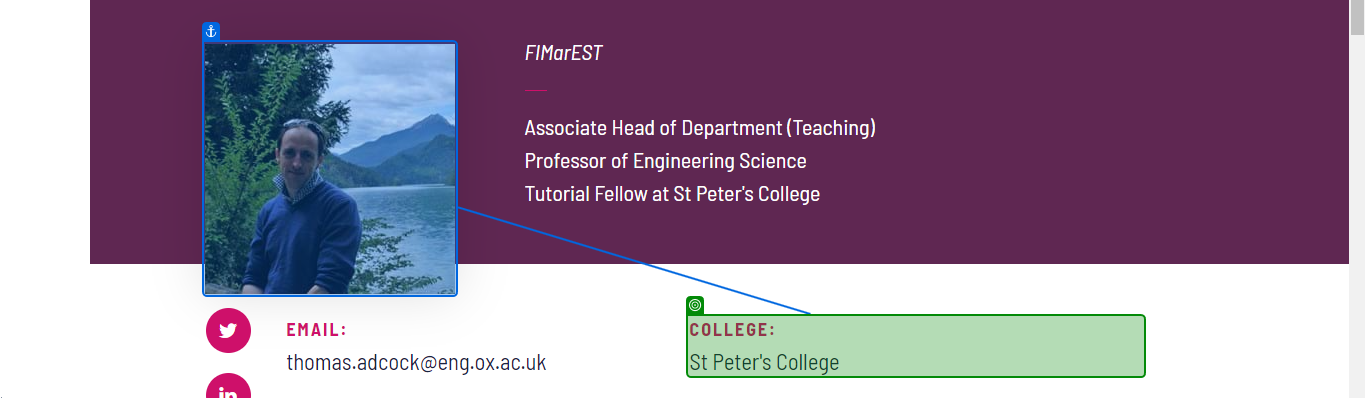 FIMarEST
Associate Head of Department (Teaching)
Professor of Engineering Science
Tutorial Fellow at St Peter's College
EMAIL:
thomas.adcock@eng.ox.ac.uk
COLLEGE:
St Peter's College
in